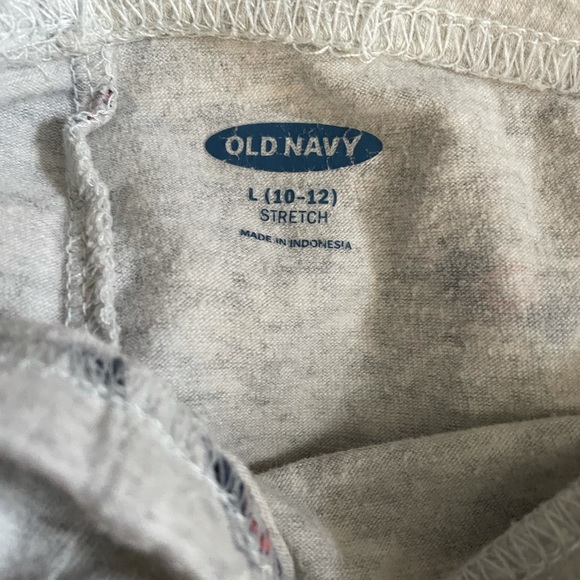 OLD NAVY
L (10-12)
STRETCH
MADE IN INDONESIA